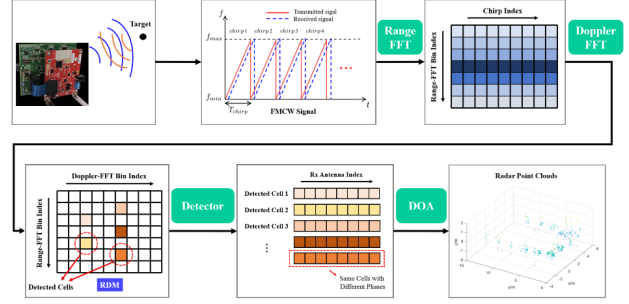 Target
f
Transmitted signal
Received signal
f_max
chirp1 chirp2 chirp3 chirp4
f_min
T_chirp
t
FMCW Signal
Range
FFT
Chirp Index
Range-FFT Bin Index
Doppler
FFT
Doppler-FFT Bin Index
Range-FFT Bin Index
Detected Cells
RDM
Detector
Rx Antenna Index
Detected Cell 1
Detected Cell 2
Detected Cell 3
Same Cells with
Different Phases
DOA
Radar Point Clouds